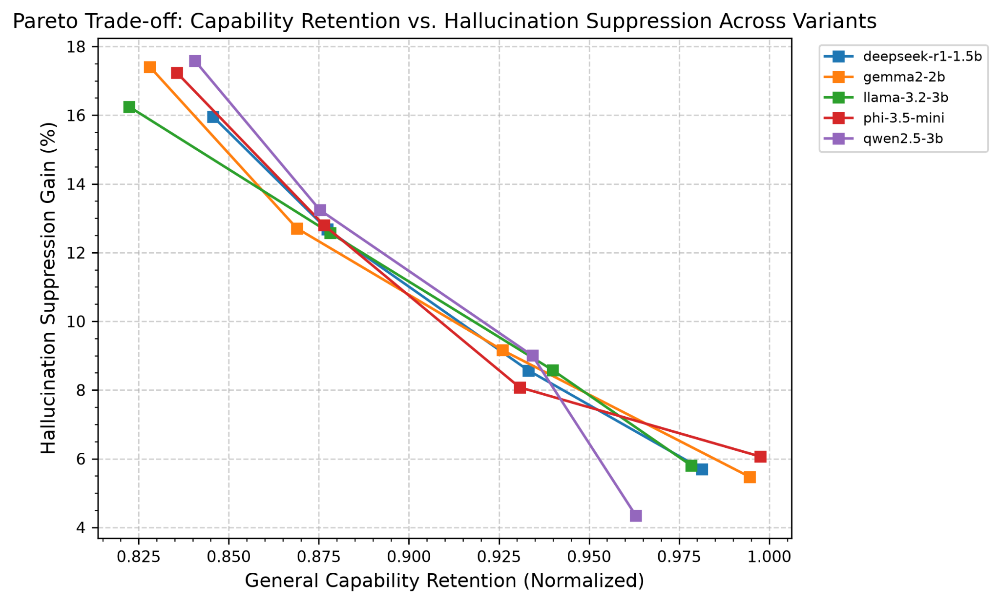 Pareto Trade-off: Capability Retention vs. Hallucination Suppression Across Variants
18
16
14
12
10
8
6
4
Hallucination Suppression Gain (%)
0.825 0.850 0.875 0.900 0.925 0.950 0.975 1.000
General Capability Retention (Normalized)
deepseek-r1-1.5b
gemma2-2b
llama-3.2-3b
phi-3.5-mini
qwen2.5-3b